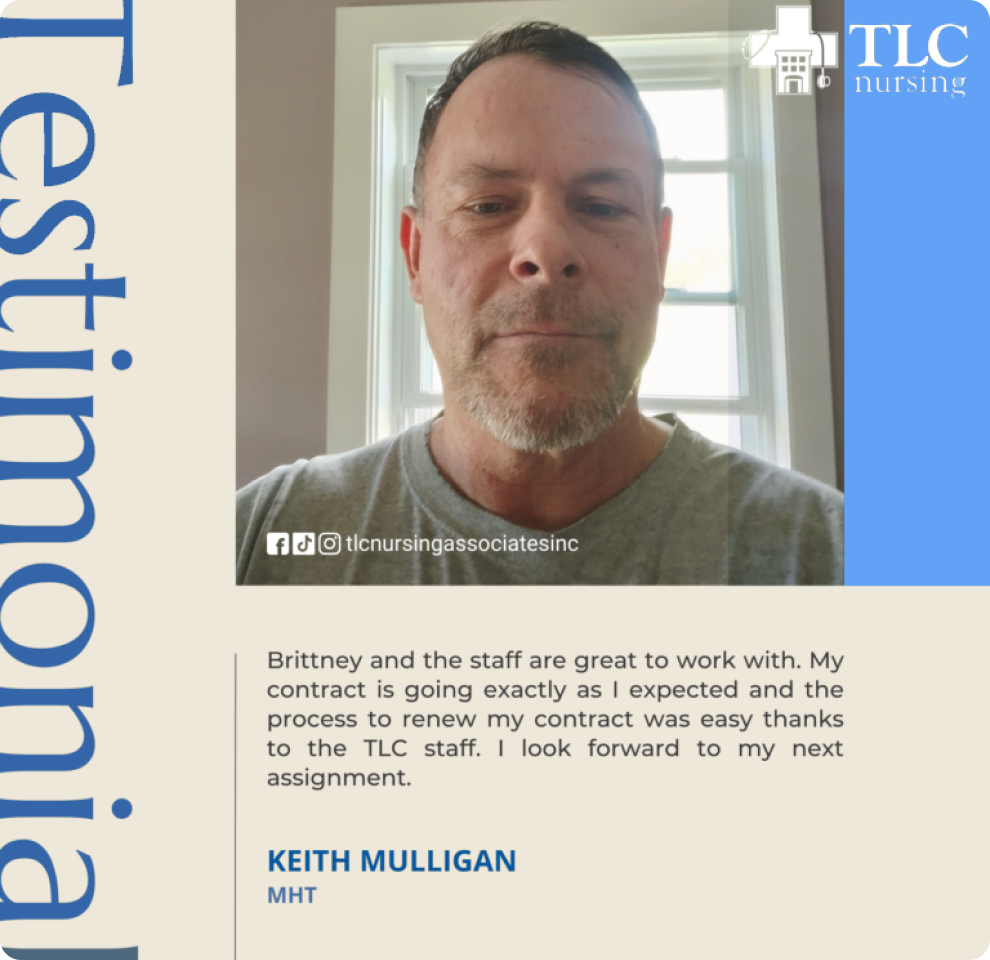 Testimonial
TLC
nursing
tlcnursingassociatesinc
Brittney and the staff are great to work with. My
contract is going exactly as I expected and the
process to renew my contract was easy thanks
to the TLC staff. I look forward to my next
assignment.
KEITH MULLIGAN
MHT